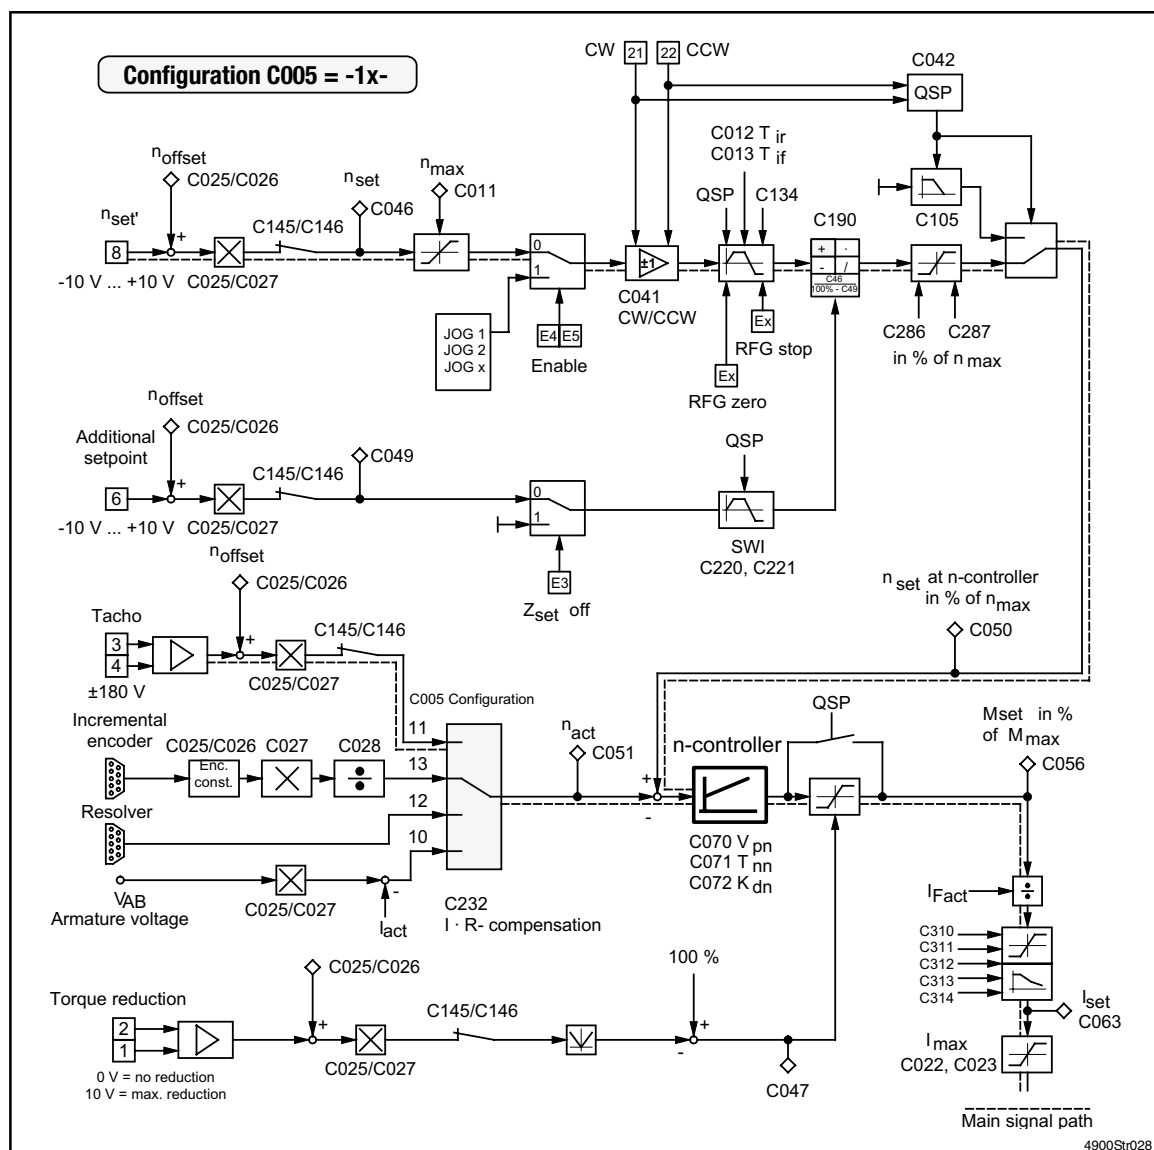 Configuration C005 = -1x-
CW 21 22 CCW
C042
QSP
n offset
C025/C026
n set
C046
n max
C011
C012 T ir
C013 T if
QSP C134
C190
C105
n set'
8
+
C145/C146
-10 V ... +10 V C025/C027
0
1
±1
C041
CW/CCW
+ ·
- /
C46
100% - C49
C286 C287
in % of n max
JOG 1
JOG 2
JOG x
E4 E5
Enable
Ex
RFG stop
Ex
RFG zero
n offset
C025/C026
Additional
setpoint
6
+
C145/C146
C049
-10 V ... +10 V C025/C027
0
1
QSP
SWI
C220, C221
E3
Z set off
n offset
C025/C026
n set at n-controller
in % of n max
C050
Tacho
3
4
±180 V
+
C145/C146
C025/C027
C005 Configuration
Incremental
encoder
C025/C026 C027 C028
Enc.
const.
11
13
12
10
n act
C051
QSP
Mset in %
of M max
C056
n-controller
+
-
C070 V pn
C071 T nn
C072 K dn
Resolver
VAB
Armature voltage
C025/C027
-
I act
C232
I · R- compensation
I Fact
C310
C311
C312
C313
C314
I set
C063
I max
C022, C023
C025/C026
100 %
Torque reduction
2
1
+
C145/C146
C025/C027
+
-
C047
0 V = no reduction
10 V = max. reduction
Main signal path
4900Str028